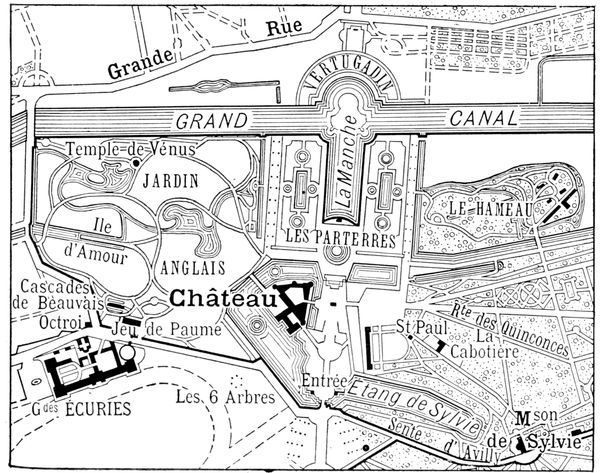 Grande Rue
VERTUGADIN
GRAND CANAL
La Manche
Temple de Vénus
JARDIN
LE HAMEAU
Ile
d'Amour
LES PARTERRES
ANGLAIS
Château
Cascades
de Beauvais
Octroi
Jeu de Paume
St Paul
Rte des Quinconces
La
Cabotière
Gdes ÉCURIES
Les 6 Arbres
Entrée
Etang de Sylvie
Sente d'Avilly
Mson
de Sylvie